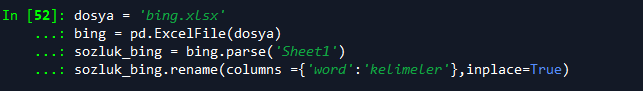 In [52]: dosya = 'bing.xlsx'
...: bing = pd.ExcelFile(dosya)
...: sozluk_bing = bing.parse('Sheet1')
...: sozluk_bing.rename(columns ={'word':'kelimeler'},inplace=True)